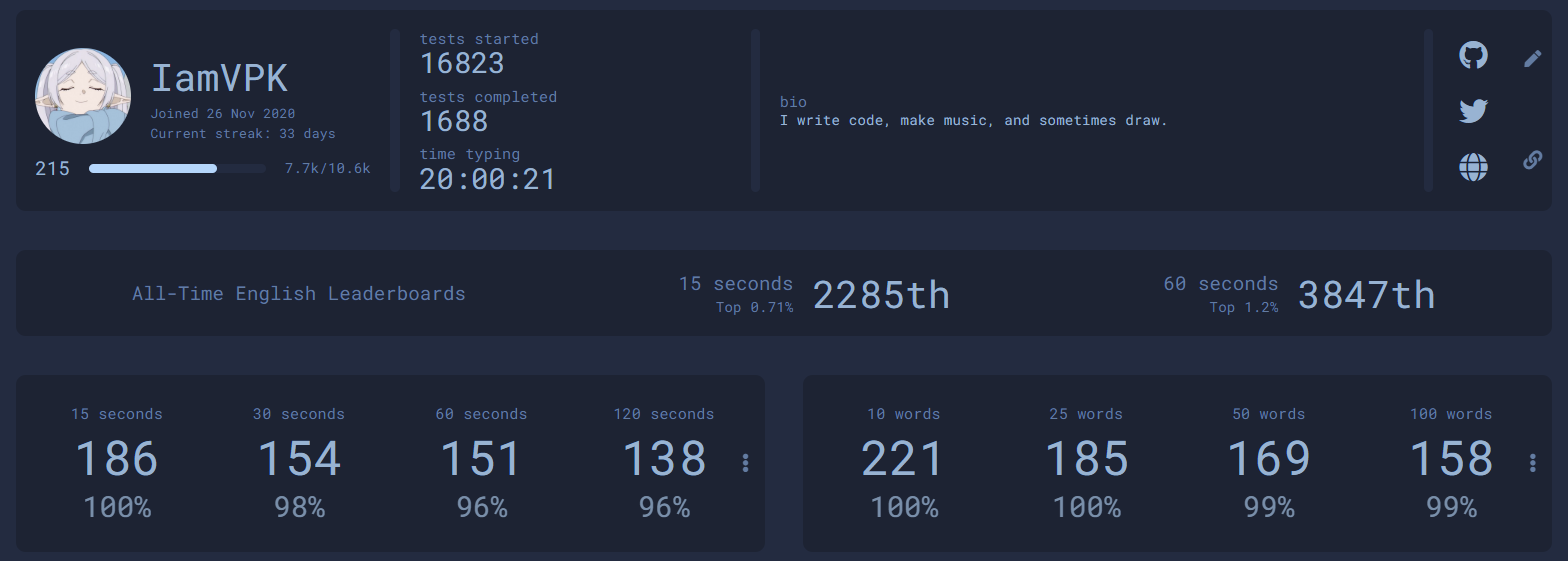 IamVPK
Joined 26 Nov 2020
Current streak: 33 days
215 7.7k/10.6k
tests started
16823
tests completed
1688
time typing
20:00:21
bio
I write code, make music, and sometimes draw.
All-Time English Leaderboards
15 seconds
Top 0.71%
2285th
60 seconds
Top 1.2%
3847th
15 seconds
186
100%
30 seconds
154
98%
60 seconds
151
96%
120 seconds
138
96%
10 words
221
100%
25 words
185
100%
50 words
169
99%
100 words
158
99%